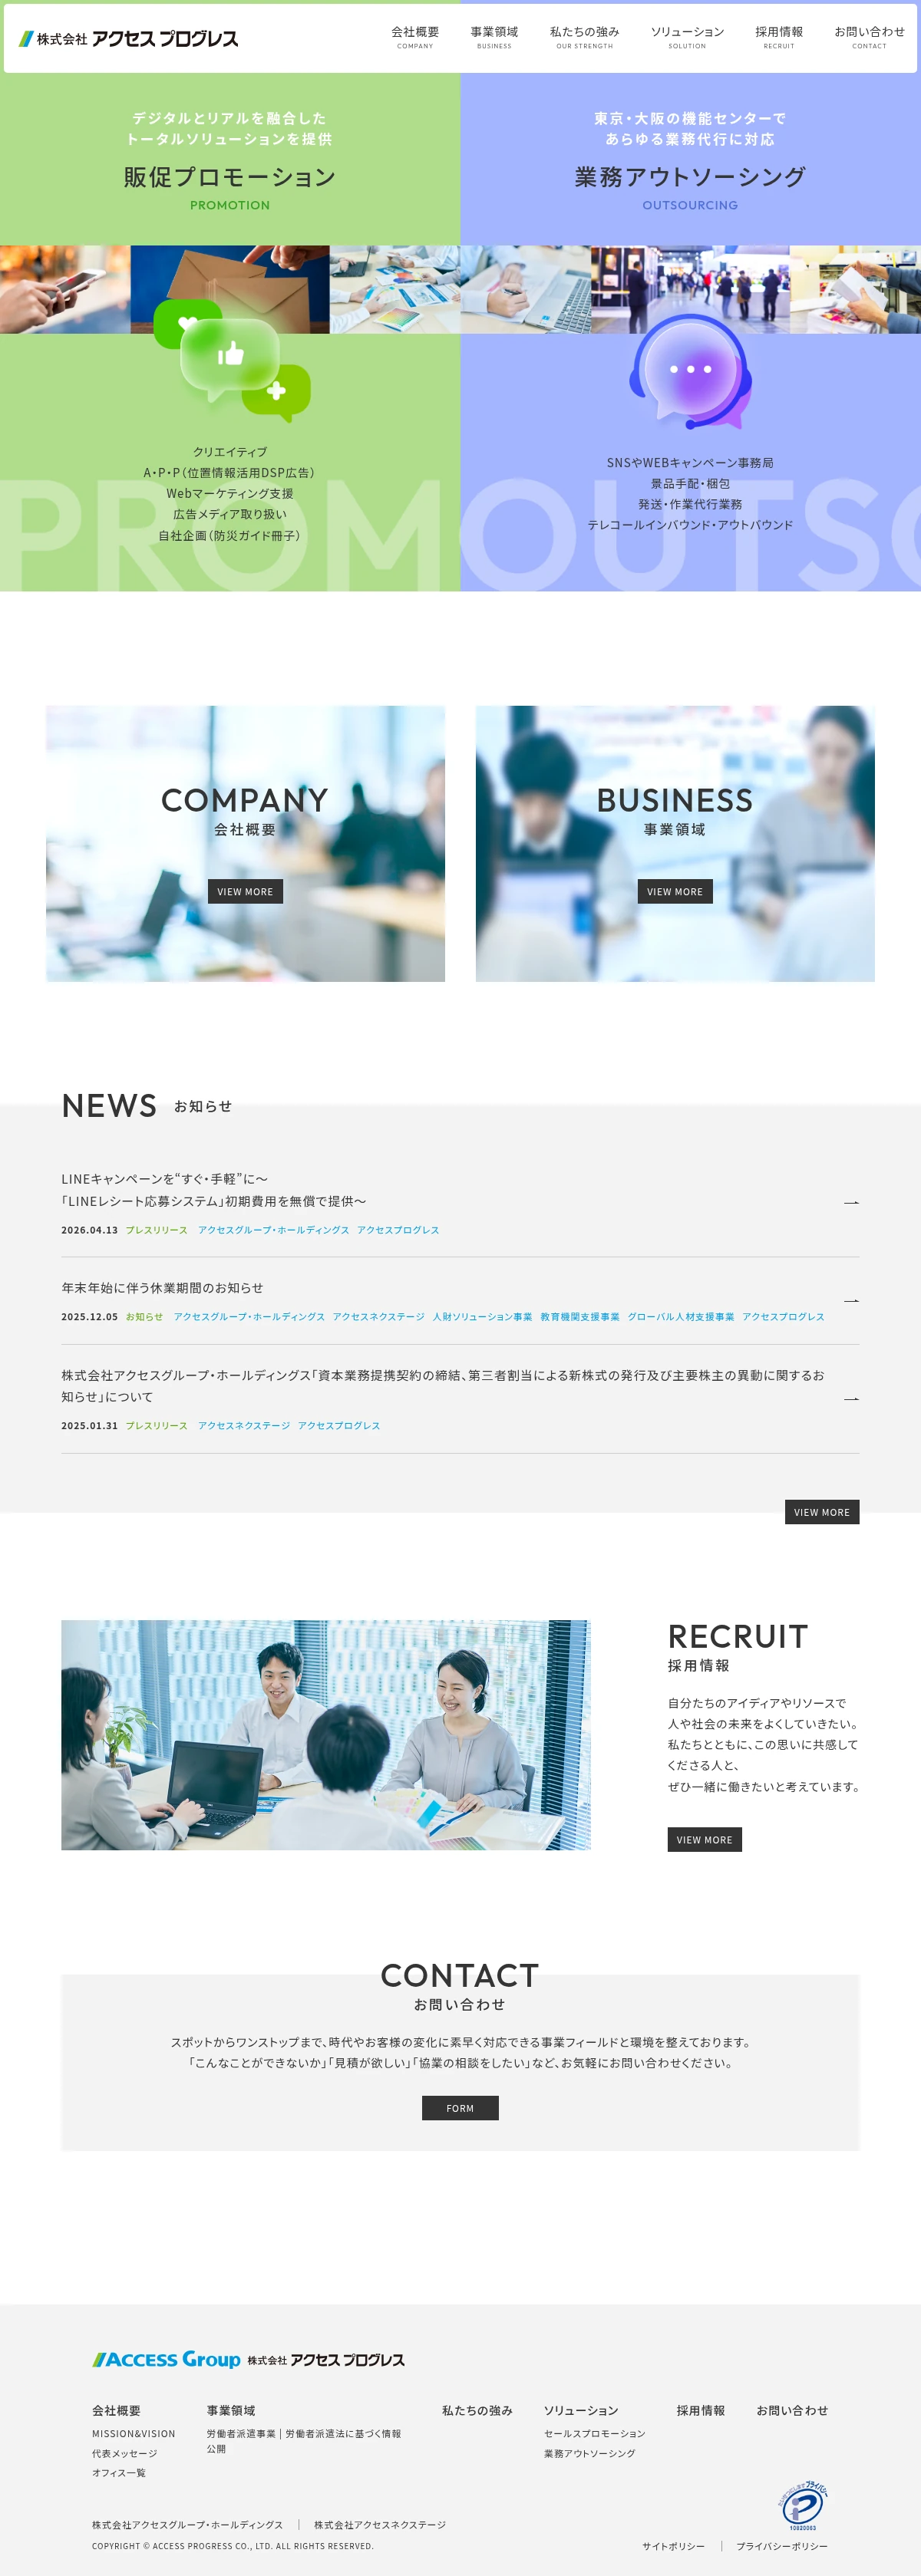 株式会社 アクセス プログレス
会社概要
COMPANY
事業領域
BUSINESS
私たちの強み
OUR STRENGTH
ソリューション
SOLUTION
採用情報
RECRUIT
お問い合わせ
CONTACT
デジタルとリアルを融合した
トータルソリューションを提供
販促プロモーション
PROMOTION
クリエイティブ
A・P・P（位置情報活用DSP広告）
Webマーケティング支援
広告メディア取り扱い
自社企画（防災ガイド冊子）
PROM
東京・大阪の機能センターで
あらゆる業務代行に対応
業務アウトソーシング
OUTSOURCING
SNSやWEBキャンペーン事務局
景品手配・梱包
発送・作業代行業務
テレコールインバウンド・アウトバウンド
OUTSO
COMPANY
会社概要
VIEW MORE
BUSINESS
事業領域
VIEW MORE
NEWS お知らせ
LINEキャンペーンを“すぐ・手軽”に～
「LINEレシート応募システム」初期費用を無償で提供～
2026.04.13 プレスリリース アクセスグループ・ホールディングス アクセスプログレス
年末年始に伴う休業期間のお知らせ
2025.12.05 お知らせ アクセスグループ・ホールディングス アクセスネクステージ 人財ソリューション事業 教育機関支援事業 グローバル人材支援事業 アクセスプログレス
株式会社アクセスグループ・ホールディングス「資本業務提携契約の締結、第三者割当による新株式の発行及び主要株主の異動に関するお
知らせ」について
2025.01.31 プレスリリース アクセスネクステージ アクセスプログレス
VIEW MORE
RECRUIT
採用情報
自分たちのアイディアやリソースで
人や社会の未来をよくしていきたい。
私たちとともに、この思いに共感して
くださる人と、
ぜひ一緒に働きたいと考えています。
VIEW MORE
CONTACT
お問い合わせ
スポットからワンストップまで、時代やお客様の変化に素早く対応できる事業フィールドと環境を整えております。
「こんなことができないか」「見積が欲しい」「協業の相談をしたい」など、お気軽にお問い合わせください。
FORM
ACCESS Group 株式会社 アクセス プログレス
会社概要
MISSION&VISION
代表メッセージ
オフィス一覧
事業領域
労働者派遣事業 | 労働者派遣法に基づく情報
公開
私たちの強み
ソリューション
セールスプロモーション
業務アウトソーシング
採用情報
お問い合わせ
プライバシー
10820063
株式会社アクセスグループ・ホールディングス | 株式会社アクセスネクステージ
COPYRIGHT © ACCESS PROGRESS CO., LTD. ALL RIGHTS RESERVED.
サイトポリシー | プライバシーポリシー